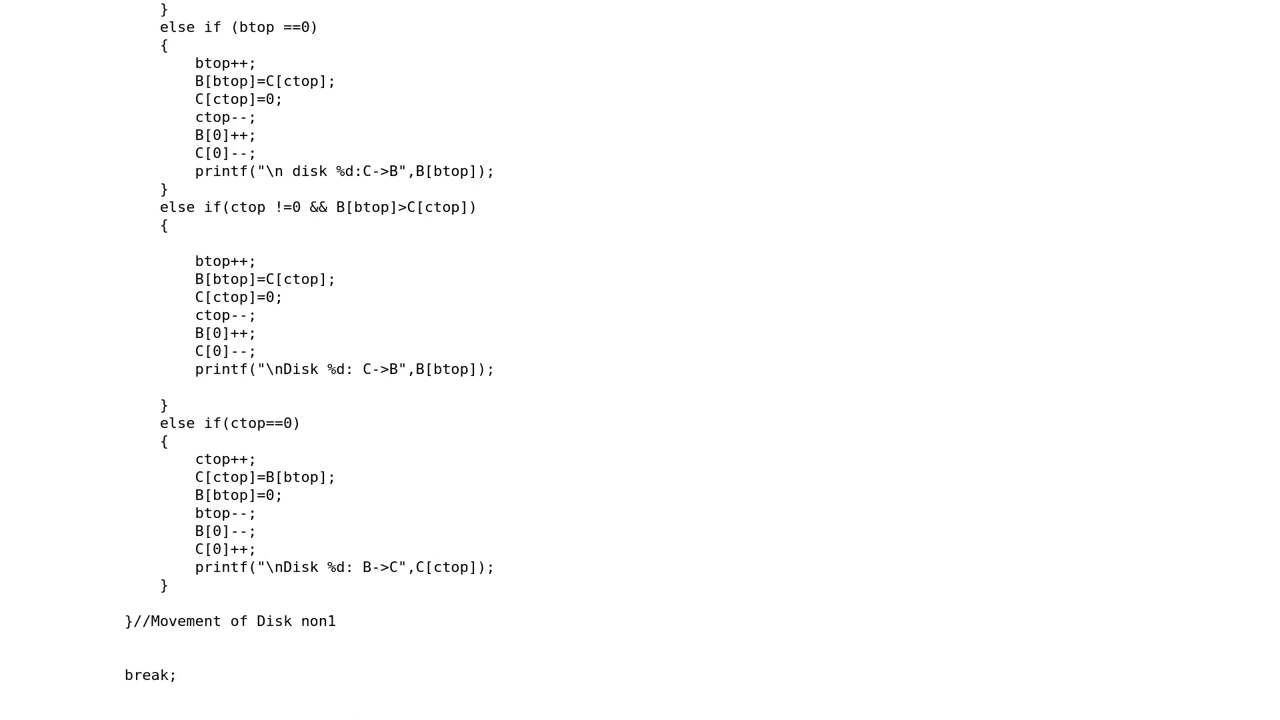 }
else if (btop ==0)
{
btop++;
B[btop]=C[ctop];
C[ctop]=0;
ctop--;
B[0]++;
C[0]--;
printf("\n disk %d:C->B",B[btop]);
}
else if(ctop !=0 && B[btop]>C[ctop])
{
btop++;
B[btop]=C[ctop];
C[ctop]=0;
ctop--;
B[0]++;
C[0]--;
printf("\nDisk %d: C->B",B[btop]);
}
else if(ctop==0)
{
ctop++;
C[ctop]=B[btop];
B[btop]=0;
btop--;
B[0]--;
C[0]++;
printf("\nDisk %d: B->C",C[ctop]);
}
}//Movement of Disk non1
break;